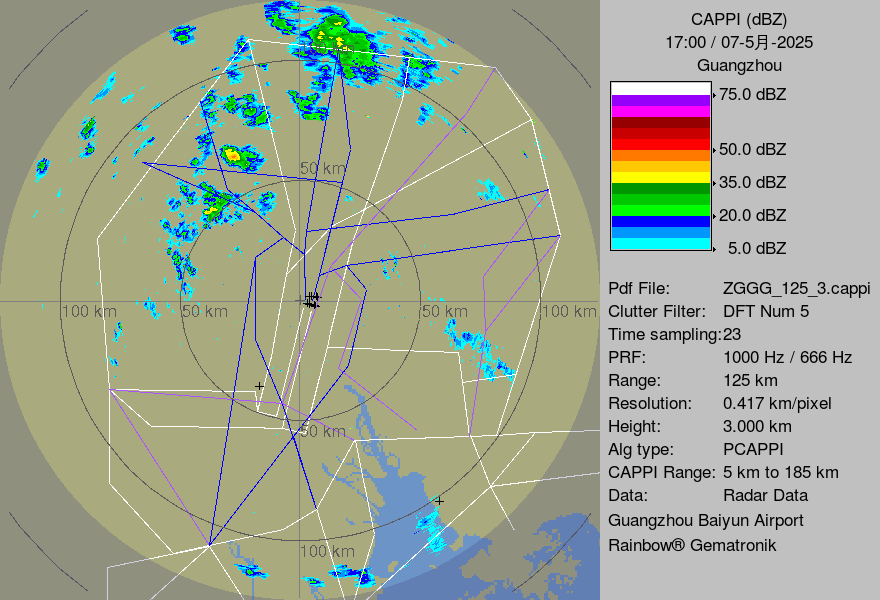 CAPPI (dBZ)
17:00 / 07-5月-2025
Guangzhou
75.0 dBZ
50.0 dBZ
35.0 dBZ
20.0 dBZ
5.0 dBZ
50 km
100 km
50 km
50 km
100 km
50 km
100 km
Pdf File: ZGGG_125_3.cappi
Clutter Filter: DFT Num 5
Time sampling:23
PRF: 1000 Hz / 666 Hz
Range: 125 km
Resolution: 0.417 km/pixel
Height: 3.000 km
Alg type: PCAPPI
CAPPI Range: 5 km to 185 km
Data: Radar Data
Guangzhou Baiyun Airport
Rainbow® Gematronik